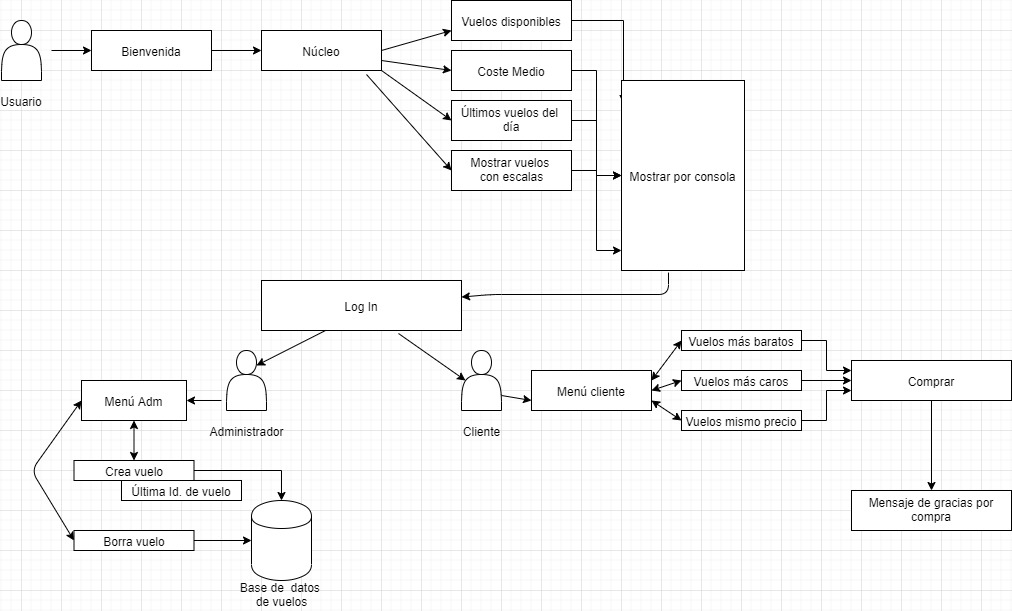 Usuario
Bienvenida
Núcleo
Vuelos disponibles
Coste Medio
Últimos vuelos del
día
Mostrar vuelos
con escalas
Mostrar por consola
Log In
Administrador
Cliente
Menú Adm
Crea vuelo
Última Id. de vuelo
Borra vuelo
Base de datos
de vuelos
Menú cliente
Vuelos más baratos
Vuelos más caros
Vuelos mismo precio
Comprar
Mensaje de gracias por
compra